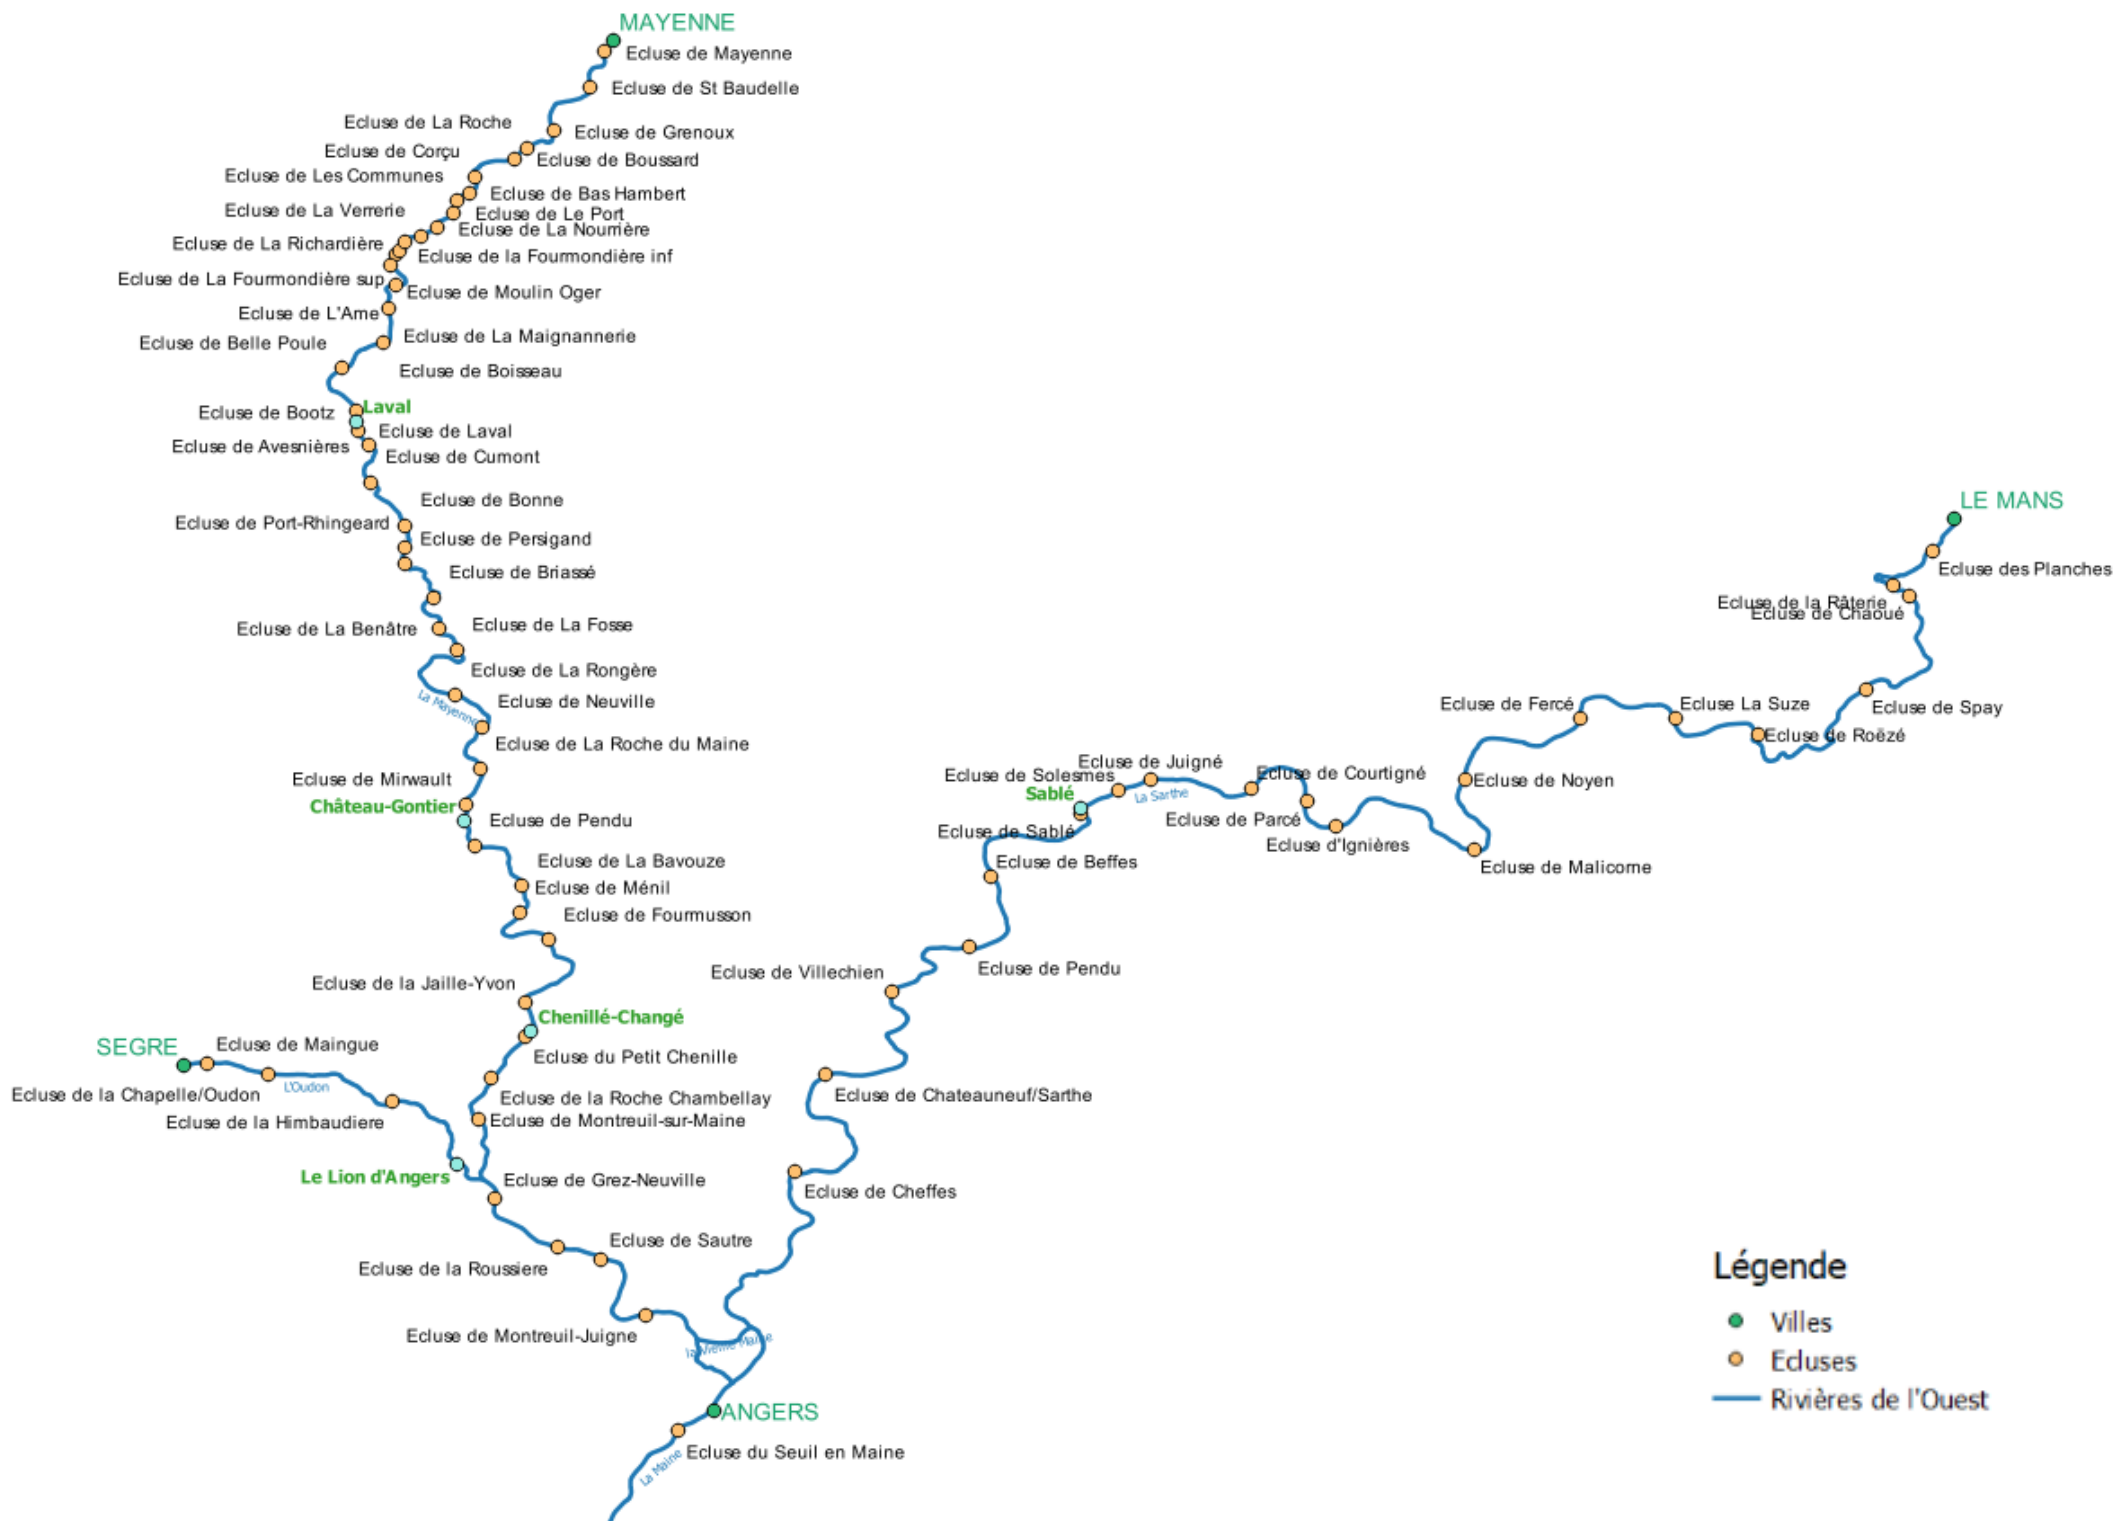 MAYENNE
Ecluse de Mayenne
Ecluse de St Baudelle
Ecluse de La Roche
Ecluse de Grenoux
Ecluse de Corçu
Ecluse de Boussard
Ecluse de Les Communes
Ecluse de Bas Hambert
Ecluse de La Verrerie
Ecluse de Le Port
Ecluse de La Nourrière
Ecluse de La Richardière
Ecluse de la Fourmondière inf
Ecluse de La Fourmondière sup
Ecluse de Moulin Oger
Ecluse de L'Ame
Ecluse de La Maignannerie
Ecluse de Belle Poule
Ecluse de Boisseau
Laval
Ecluse de Bootz
Ecluse de Laval
Ecluse de Avesnières
Ecluse de Cumont
Ecluse de Bonne
Ecluse de Port-Rhingeard
Ecluse de Persigand
Ecluse de Briassé
Ecluse de La Fosse
Ecluse de La Benâtre
Ecluse de La Rongère
La Mayenne
Ecluse de Neuville
Ecluse de La Roche du Maine
Ecluse de Mirwault
Château-Gontier
Ecluse de Pendu
Ecluse de La Bavouze
Ecluse de Ménil
Ecluse de Fourmusson
Ecluse de la Jaille-Yvon
Chenillé-Changé
Ecluse du Petit Chenille
Ecluse de la Roche Chambellay
Ecluse de Montreuil-sur-Maine
SEGRE
Ecluse de Maingue
L'Oudon
Ecluse de la Chapelle/Oudon
Ecluse de la Himbaudiere
Le Lion d'Angers
Ecluse de Grez-Neuville
Ecluse de Sautre
Ecluse de la Roussiere
Ecluse de Montreuil-Juigne
la Vieille Maine
ANGERS
Ecluse du Seuil en Maine
La Maine
LE MANS
Ecluse des Planches
Ecluse de la Râterie
Ecluse de Chaoué
Ecluse de Spay
Ecluse La Suze
Ecluse de Roëzé
Ecluse de Fercé
Ecluse de Noyen
Ecluse de Malicorne
Ecluse de Courtigné
Ecluse d'Ignières
Ecluse de Parcé
Ecluse de Juigné
La Sarthe
Ecluse de Solesmes
Sablé
Ecluse de Sablé
Ecluse de Beffes
Ecluse de Pendu
Ecluse de Villechien
Ecluse de Chateauneuf/Sarthe
Ecluse de Cheffes
Légende
Villes
Ecluses
Rivières de l'Ouest